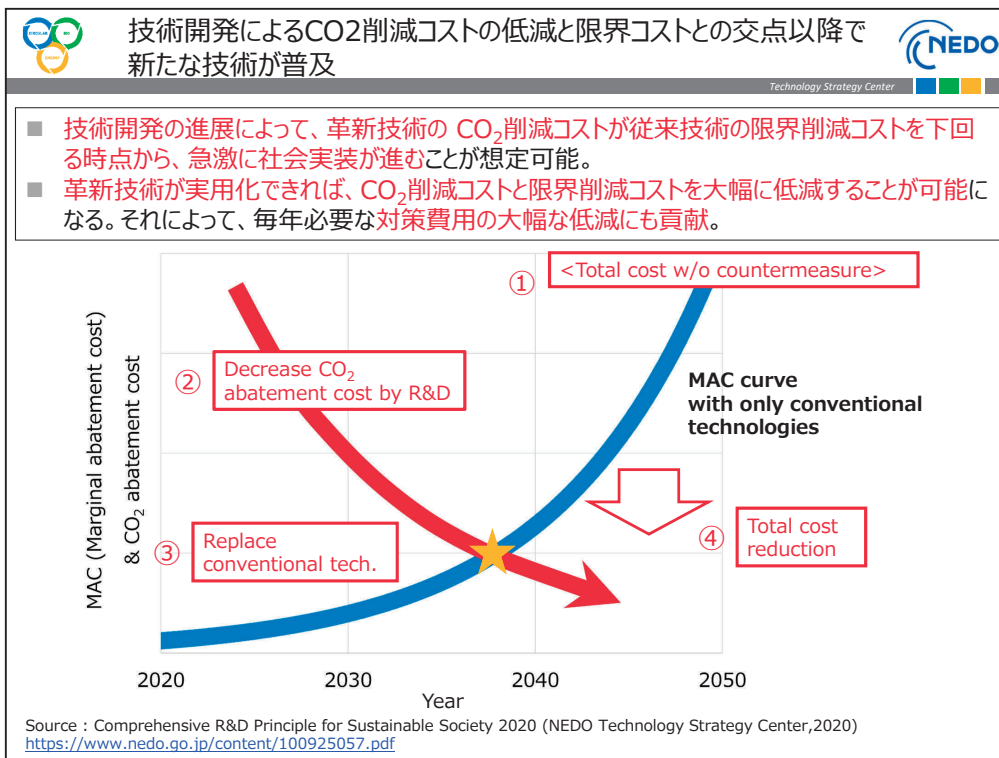 技術開発によるCO2削減コストの低減と限界コストとの交点以降で
新たな技術が普及
NEDO
Technology Strategy Center
■ 技術開発の進展によって、革新技術の CO₂削減コストが従来技術の限界削減コストを下回
る時点から、急激に社会実装が進むことが想定可能。
■ 革新技術が実用化できれば、CO₂削減コストと限界削減コストを大幅に低減することが可能に
なる。それによって、毎年必要な対策費用の大幅な低減にも貢献。
① <Total cost w/o countermeasure>
② Decrease CO₂
abatement cost by R&D
MAC curve
with only conventional
technologies
③ Replace
conventional tech.
④ Total cost
reduction
MAC (Marginal abatement cost)
& CO₂ abatement cost
2020 2030 2040 2050
Year
Source : Comprehensive R&D Principle for Sustainable Society 2020 (NEDO Technology Strategy Center,2020)
https://www.nedo.go.jp/content/100925057.pdf